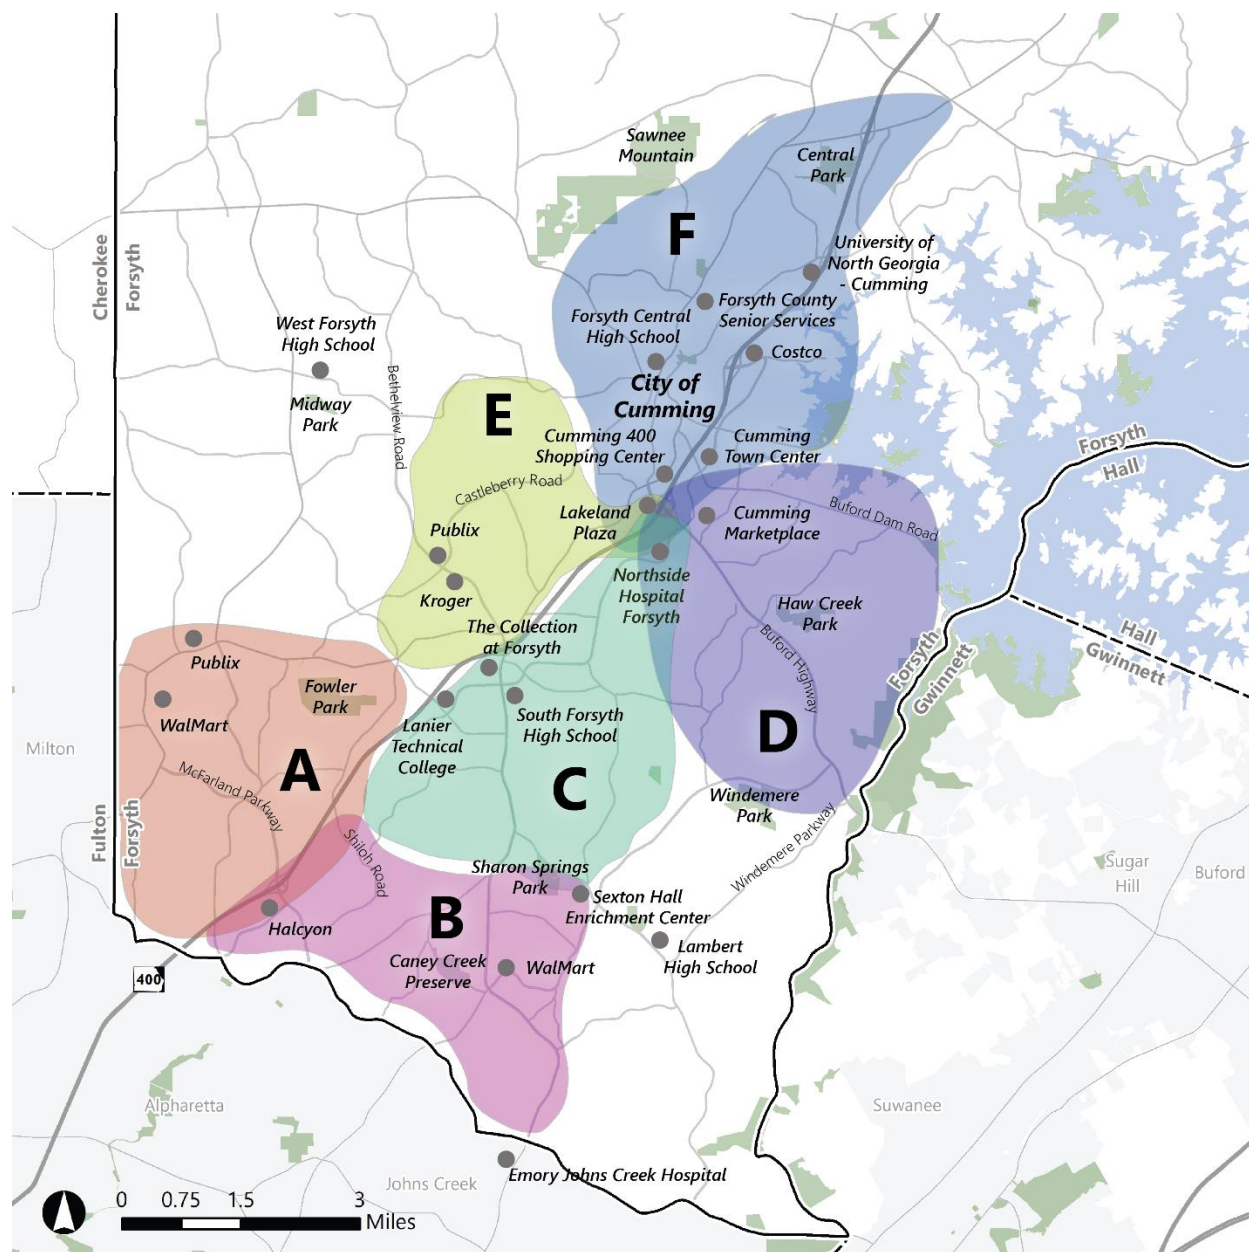 Sawnee
Mountain
Central
Park
F
University of
North Georgia
- Cumming
Cherokee
Forsyth
Forsyth County
Senior Services
Forsyth Central
High School
West Forsyth
High School
Costco
City of
Cumming
Midway
Park
Bethelview Road
E
Cumming 400
Shopping Center
Cumming
Town Center
Forsyth
Hall
Castleberry Road
Lakeland
Plaza
Cumming
Marketplace
Buford Dam Road
Publix
Kroger
Northside
Hospital
Forsyth
Haw Creek
Park
The Collection
at Forsyth
Buford Highway
Hall
Gwinnett
Forsyth
Gwinnett
Publix
WalMart
Fowler
Park
Lanier
Technical
College
South Forsyth
High School
Milton
A
McFarland Parkway
D
C
Windemere
Park
Windemere Parkway
Fulton
Forsyth
Shiloh Road
Sharon Springs
Park
Sexton Hall
Enrichment Center
Sugar
Hill
Buford
Halcyon
B
Caney Creek
Preserve
WalMart
Lambert
High School
400
Alpharetta
Suwanee
Johns Creek
Emory Johns Creek Hospital
0 0.75 1.5 3
Miles